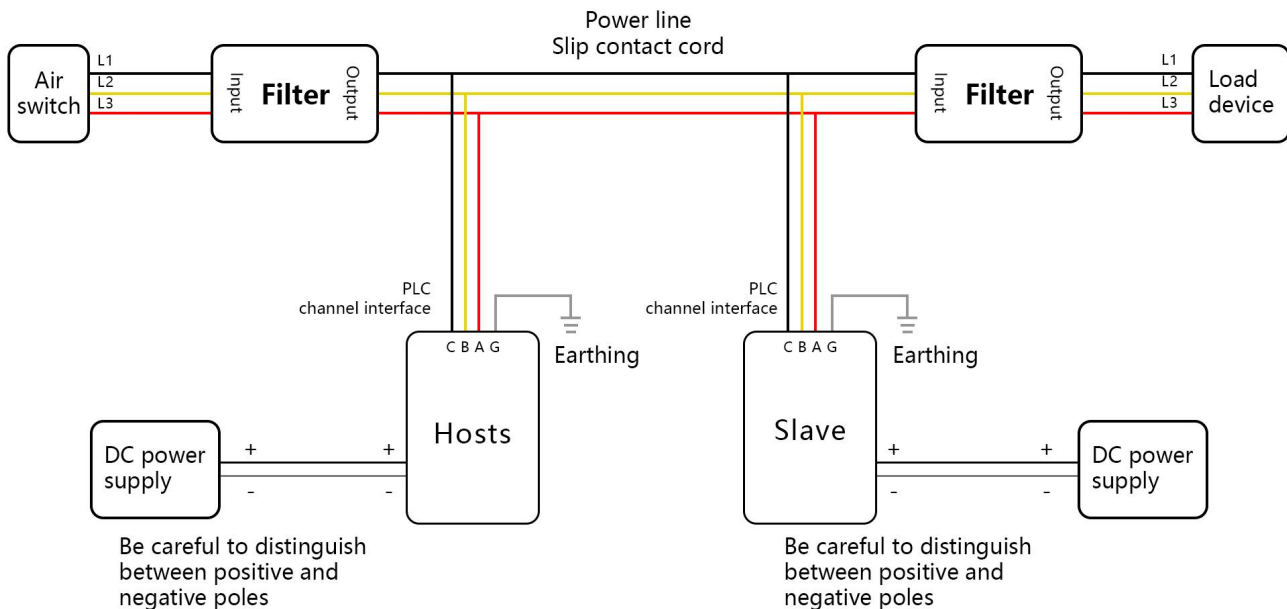 Power line
Slip contact cord
Air
switch
L1
L2
L3
Input
Filter
Output
Input
Filter
Output
L1
L2
L3
Load
device
PLC
channel interface
C B A G
Earthing
Hosts
PLC
channel interface
C B A G
Earthing
Slave
DC power
supply
+ +
- -
Be careful to distinguish
between positive and
negative poles
+ +
- -
DC power
supply
Be careful to distinguish
between positive and
negative poles